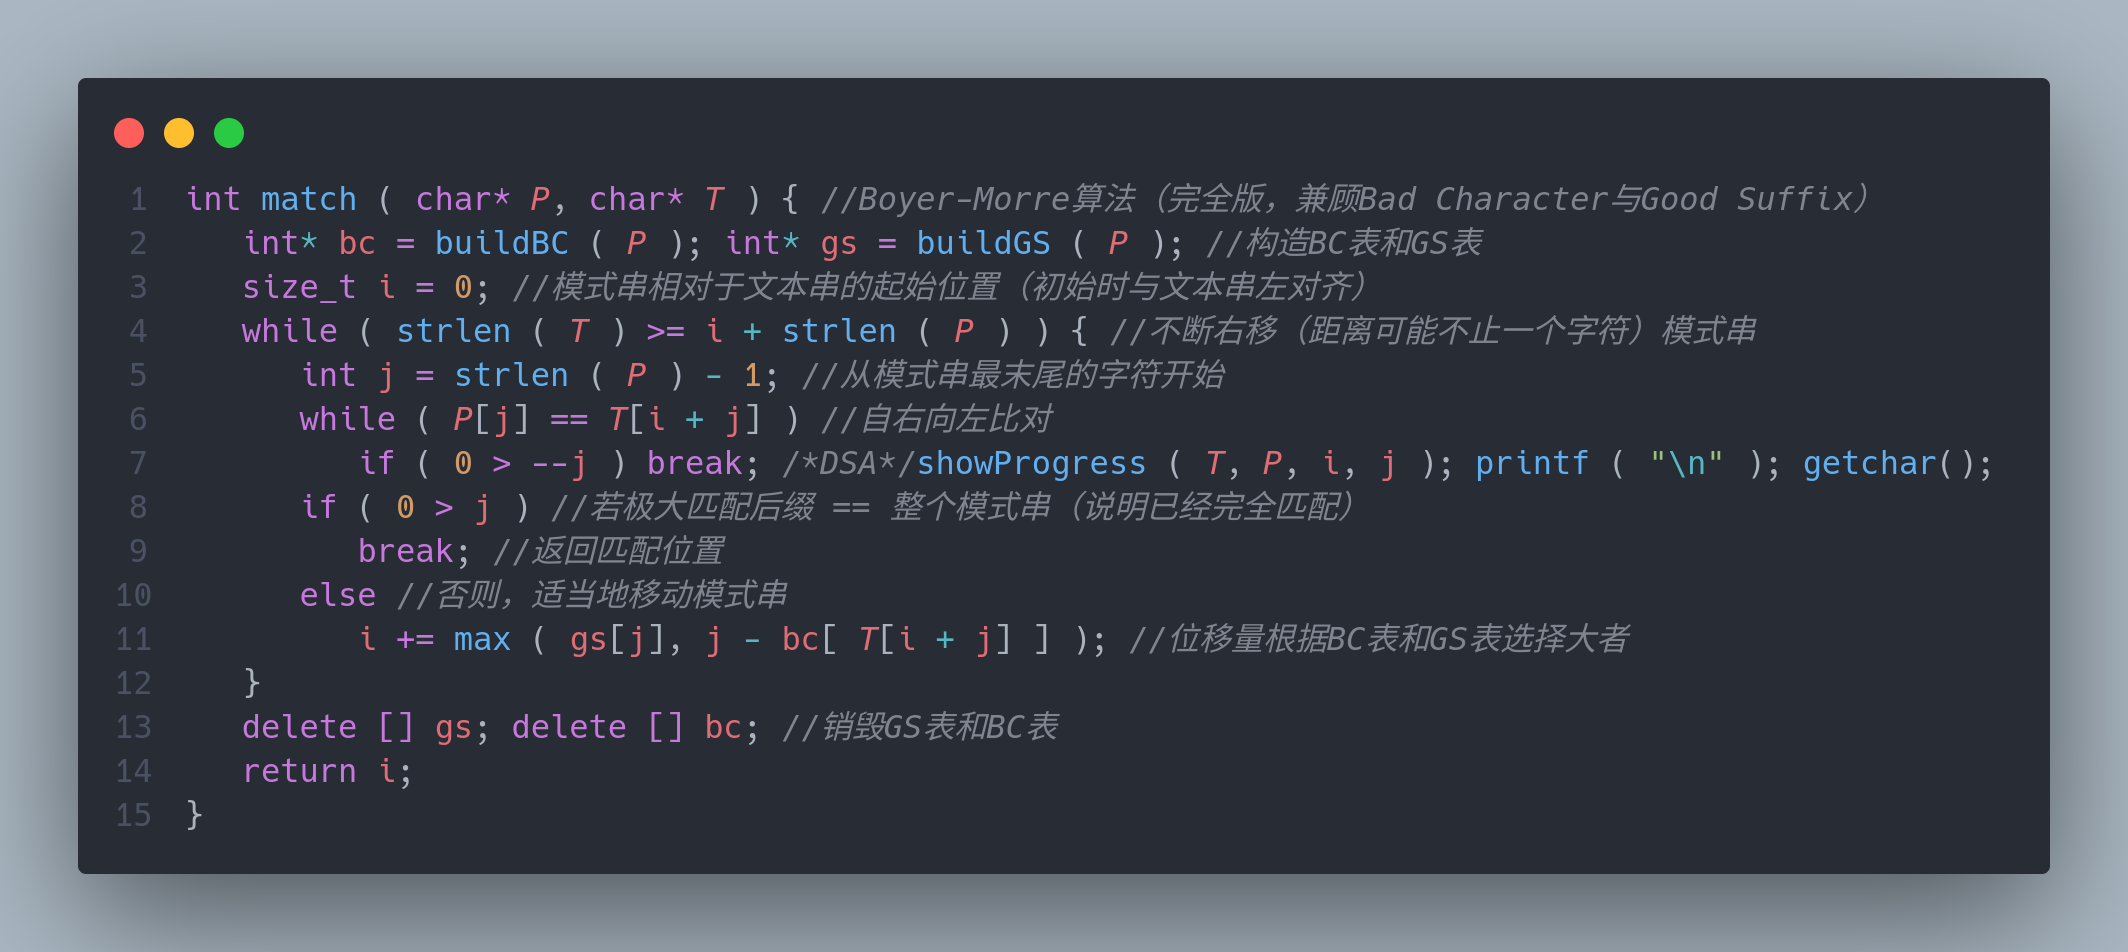 1 int match ( char* P, char* T ) { //Boyer-Morre算法（完全版，兼顾Bad Character与Good Suffix）
2 int* bc = buildBC ( P ); int* gs = buildGS ( P ); //构造BC表和GS表
3 size_t i = 0; //模式串相对于文本串的起始位置（初始时与文本串左对齐）
4 while ( strlen ( T ) >= i + strlen ( P ) ) { //不断右移（距离可能不止一个字符）模式串
5 int j = strlen ( P ) - 1; //从模式串最末尾的字符开始
6 while ( P[j] == T[i + j] ) //自右向左比对
7 if ( 0 > --j ) break; /*DSA*/showProgress ( T, P, i, j ); printf ( "\n" ); getchar();
8 if ( 0 > j ) //若极大匹配后缀 == 整个模式串（说明已经完全匹配）
9 break; //返回匹配位置
10 else //否则，适当地移动模式串
11 i += max ( gs[j], j - bc[ T[i + j] ] ); //位移量根据BC表和GS表选择大者
12 }
13 delete [] gs; delete [] bc; //销毁GS表和BC表
14 return i;
15 }